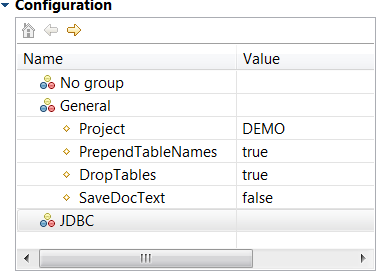 Configuration
Name Value
No group
General
Project DEMO
PrependTableNames true
DropTables true
SaveDocText false
JDBC